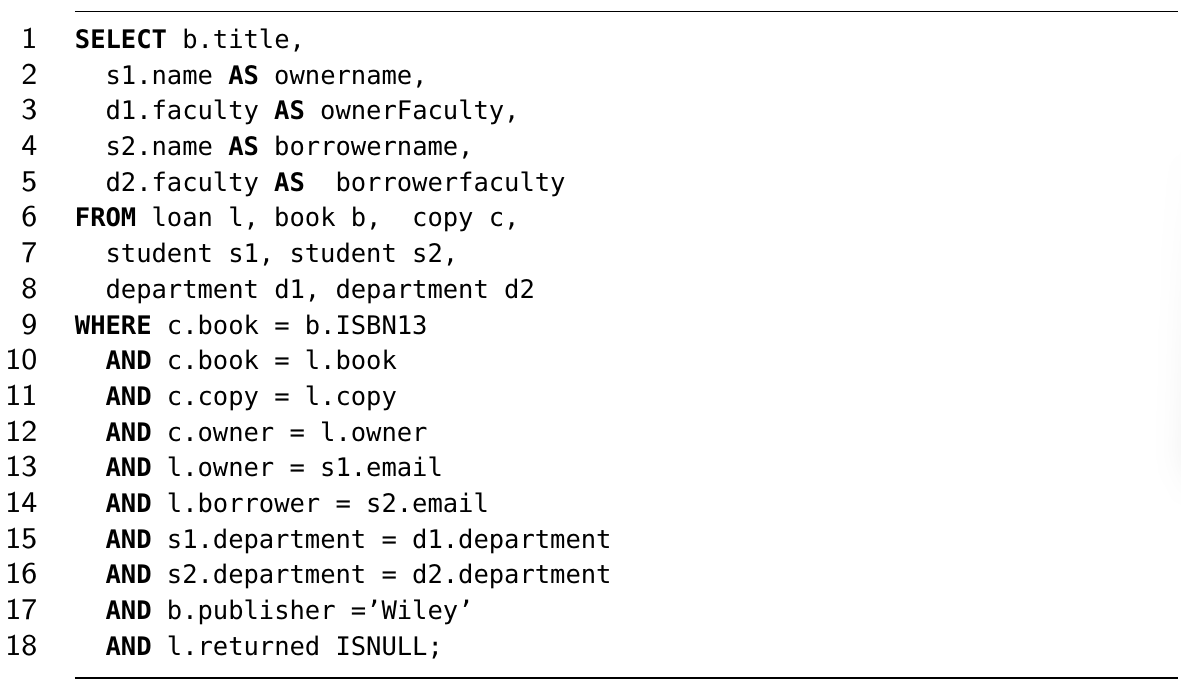 1 SELECT b.title,
2 s1.name AS ownername,
3 d1.faculty AS ownerFaculty,
4 s2.name AS borrowername,
5 d2.faculty AS  borrowerfaculty
6 FROM loan l, book b,  copy c,
7 student s1, student s2,
8 department d1, department d2
9 WHERE c.book = b.ISBN13
10 AND c.book = l.book
11 AND c.copy = l.copy
12 AND c.owner = l.owner
13 AND l.owner = s1.email
14 AND l.borrower = s2.email
15 AND s1.department = d1.department
16 AND s2.department = d2.department
17 AND b.publisher =’Wiley’
18 AND l.returned ISNULL;